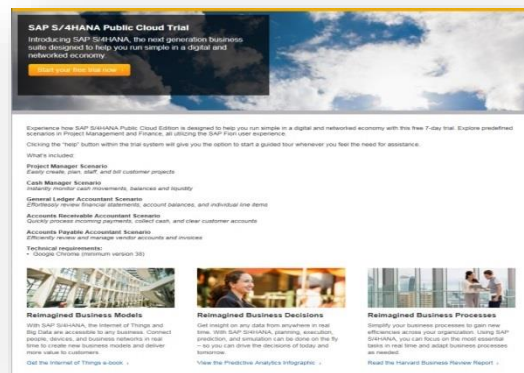 SAP S/4HANA Public Cloud Trial
Introducing SAP S/4HANA, the next generation business
suite designed to help you run simple in a digital and
networked economy.
Start your free trial now
Experience how SAP S/4HANA Public Cloud Edition is designed to help you run simple in a digital and networked economy with this free 7-day trial. Explore predefined
scenarios in Project Management and Finance, all utilizing the SAP Fiori user experience.
Clicking the "help" button within the trial system will give you the option to start a guided tour whenever you feel the need for assistance.
What's included:
Project Manager Scenario
Easily create, plan, staff, and bill customer projects
Cash Manager Scenario
Instantly monitor cash movements, balances and liquidity
General Ledger Accountant Scenario
Effortlessly review financial statements, account balances, and individual line items
Accounts Receivable Accountant Scenario
Quickly process incoming payments, collect cash, and clear customer accounts
Accounts Payable Accountant Scenario
Efficiently review and manage vendor accounts and invoices
Technical requirements:
• Google Chrome (minimum version 38)
Reimagined Business Models
With SAP S/4HANA, the Internet of Things and
Big Data are accessible to any business. Connect
people, devices, and business networks in real
time to create new business models and deliver
more value to customers.
Get the Internet of Things e-book ›
Reimagined Business Decisions
Get insight on any data from anywhere in real
time. With SAP S/4HANA, planning, execution,
prediction, and simulation can be done on the fly
– so you can drive the decisions of today and
tomorrow.
View the Predictive Analytics Infographic ›
Reimagined Business Processes
Simplify your business processes to gain new
efficiencies across your organization. Using SAP
S/4HANA, you can focus on the most essential
tasks in real time and adapt business processes
as needed.
Read the Harvard Business Review Report ›